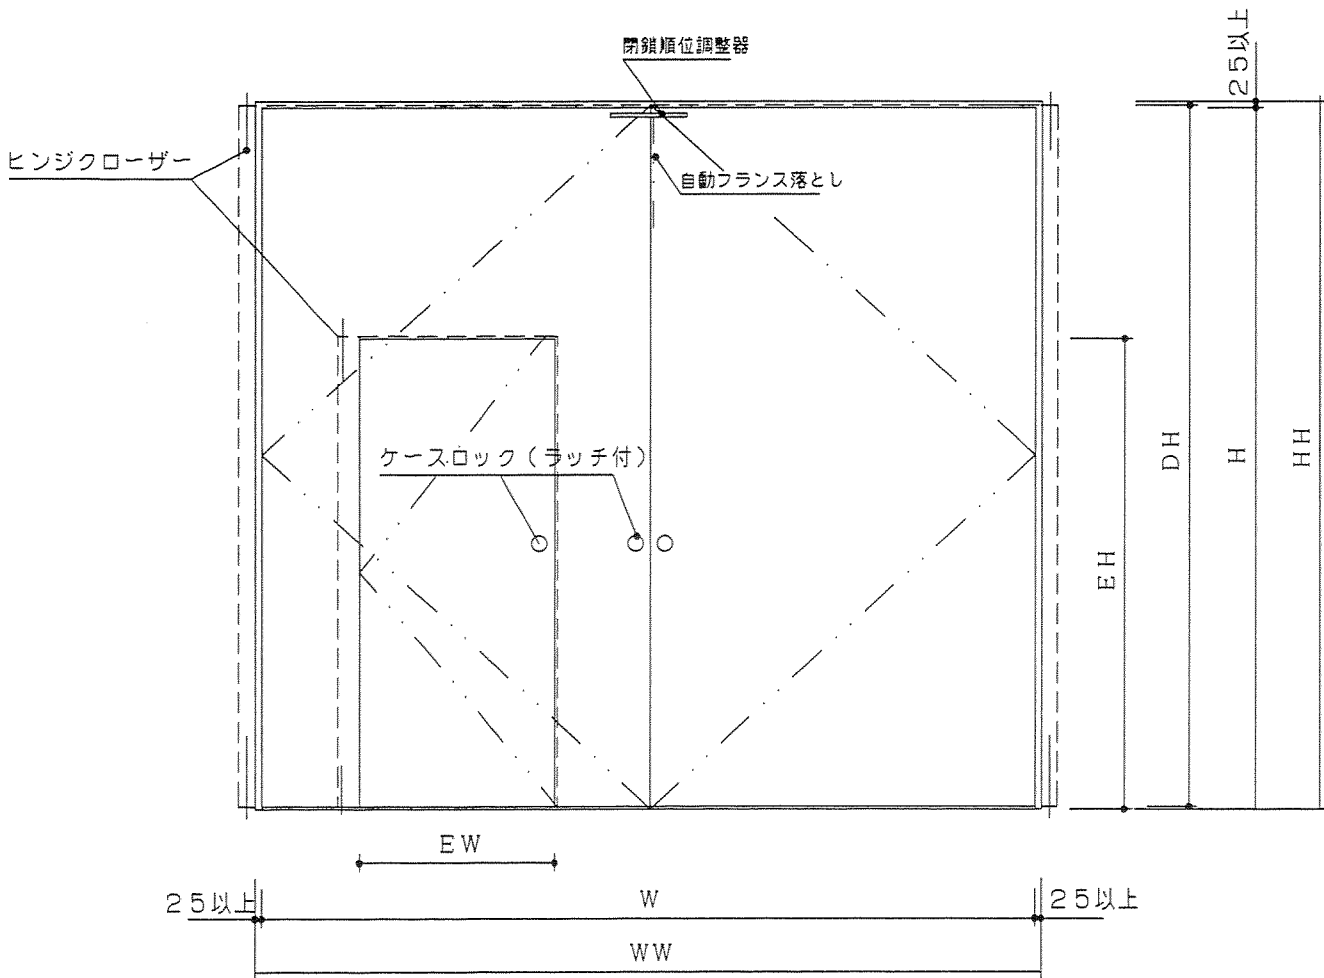 閉鎖順位調整器
25以上
ヒンジクローザー
自動フランス落とし
ケースロック(ラッチ付)
DH
H
HH
EH
EW
25以上
W
25以上
WW